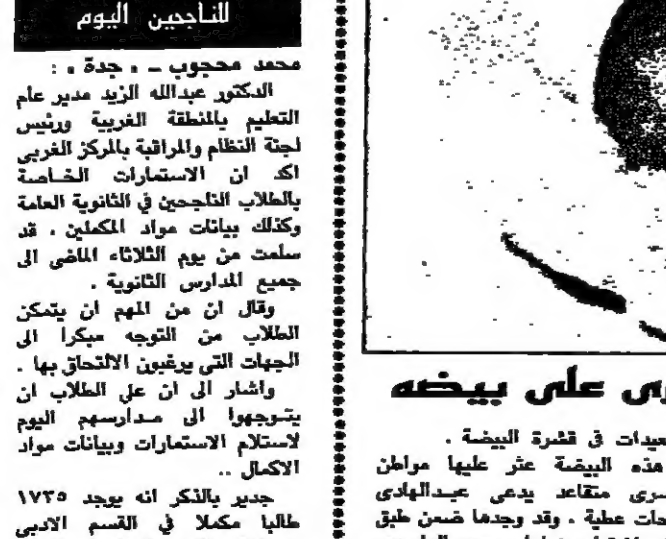 للناجحين اليوم
محمد محجوب ـ « جدة » :
الدكتور عبدالله الزيد مدير عام
التعليم بالمنطقة الغربية ورئيس
لجنة النظام والمراقبة بالمركز الغربى
اكد ان الاستمارات الخاصة
بالطلاب الناجحين في الثانوية العامة
وكذلك بيانات مواد المكملين . قد
سلمت من يوم الثلاثاء الماضى الى
جميع المدارس الثانوية .
وقال ان من المهم ان يتمكن
الطلاب من التوجه مبكرا الى
الجهات التي يرغبون الالتحاق بها .
واشار الى ان على الطلاب ان
يتوجهوا الى مدارسهم اليوم
لاستلام الاستمارات وبيانات مواد
الاكمال ..
جدير بالذكر انه يوجد ١٧٣٥
طالبا مكملا في القسم الادبى
على بيضه
في قشرة البيضة .
هذه البيضة عثر عليها مواطن
متقاعد يدعى عبدالهادى
عطية . وقد وجدها ضمن طبق